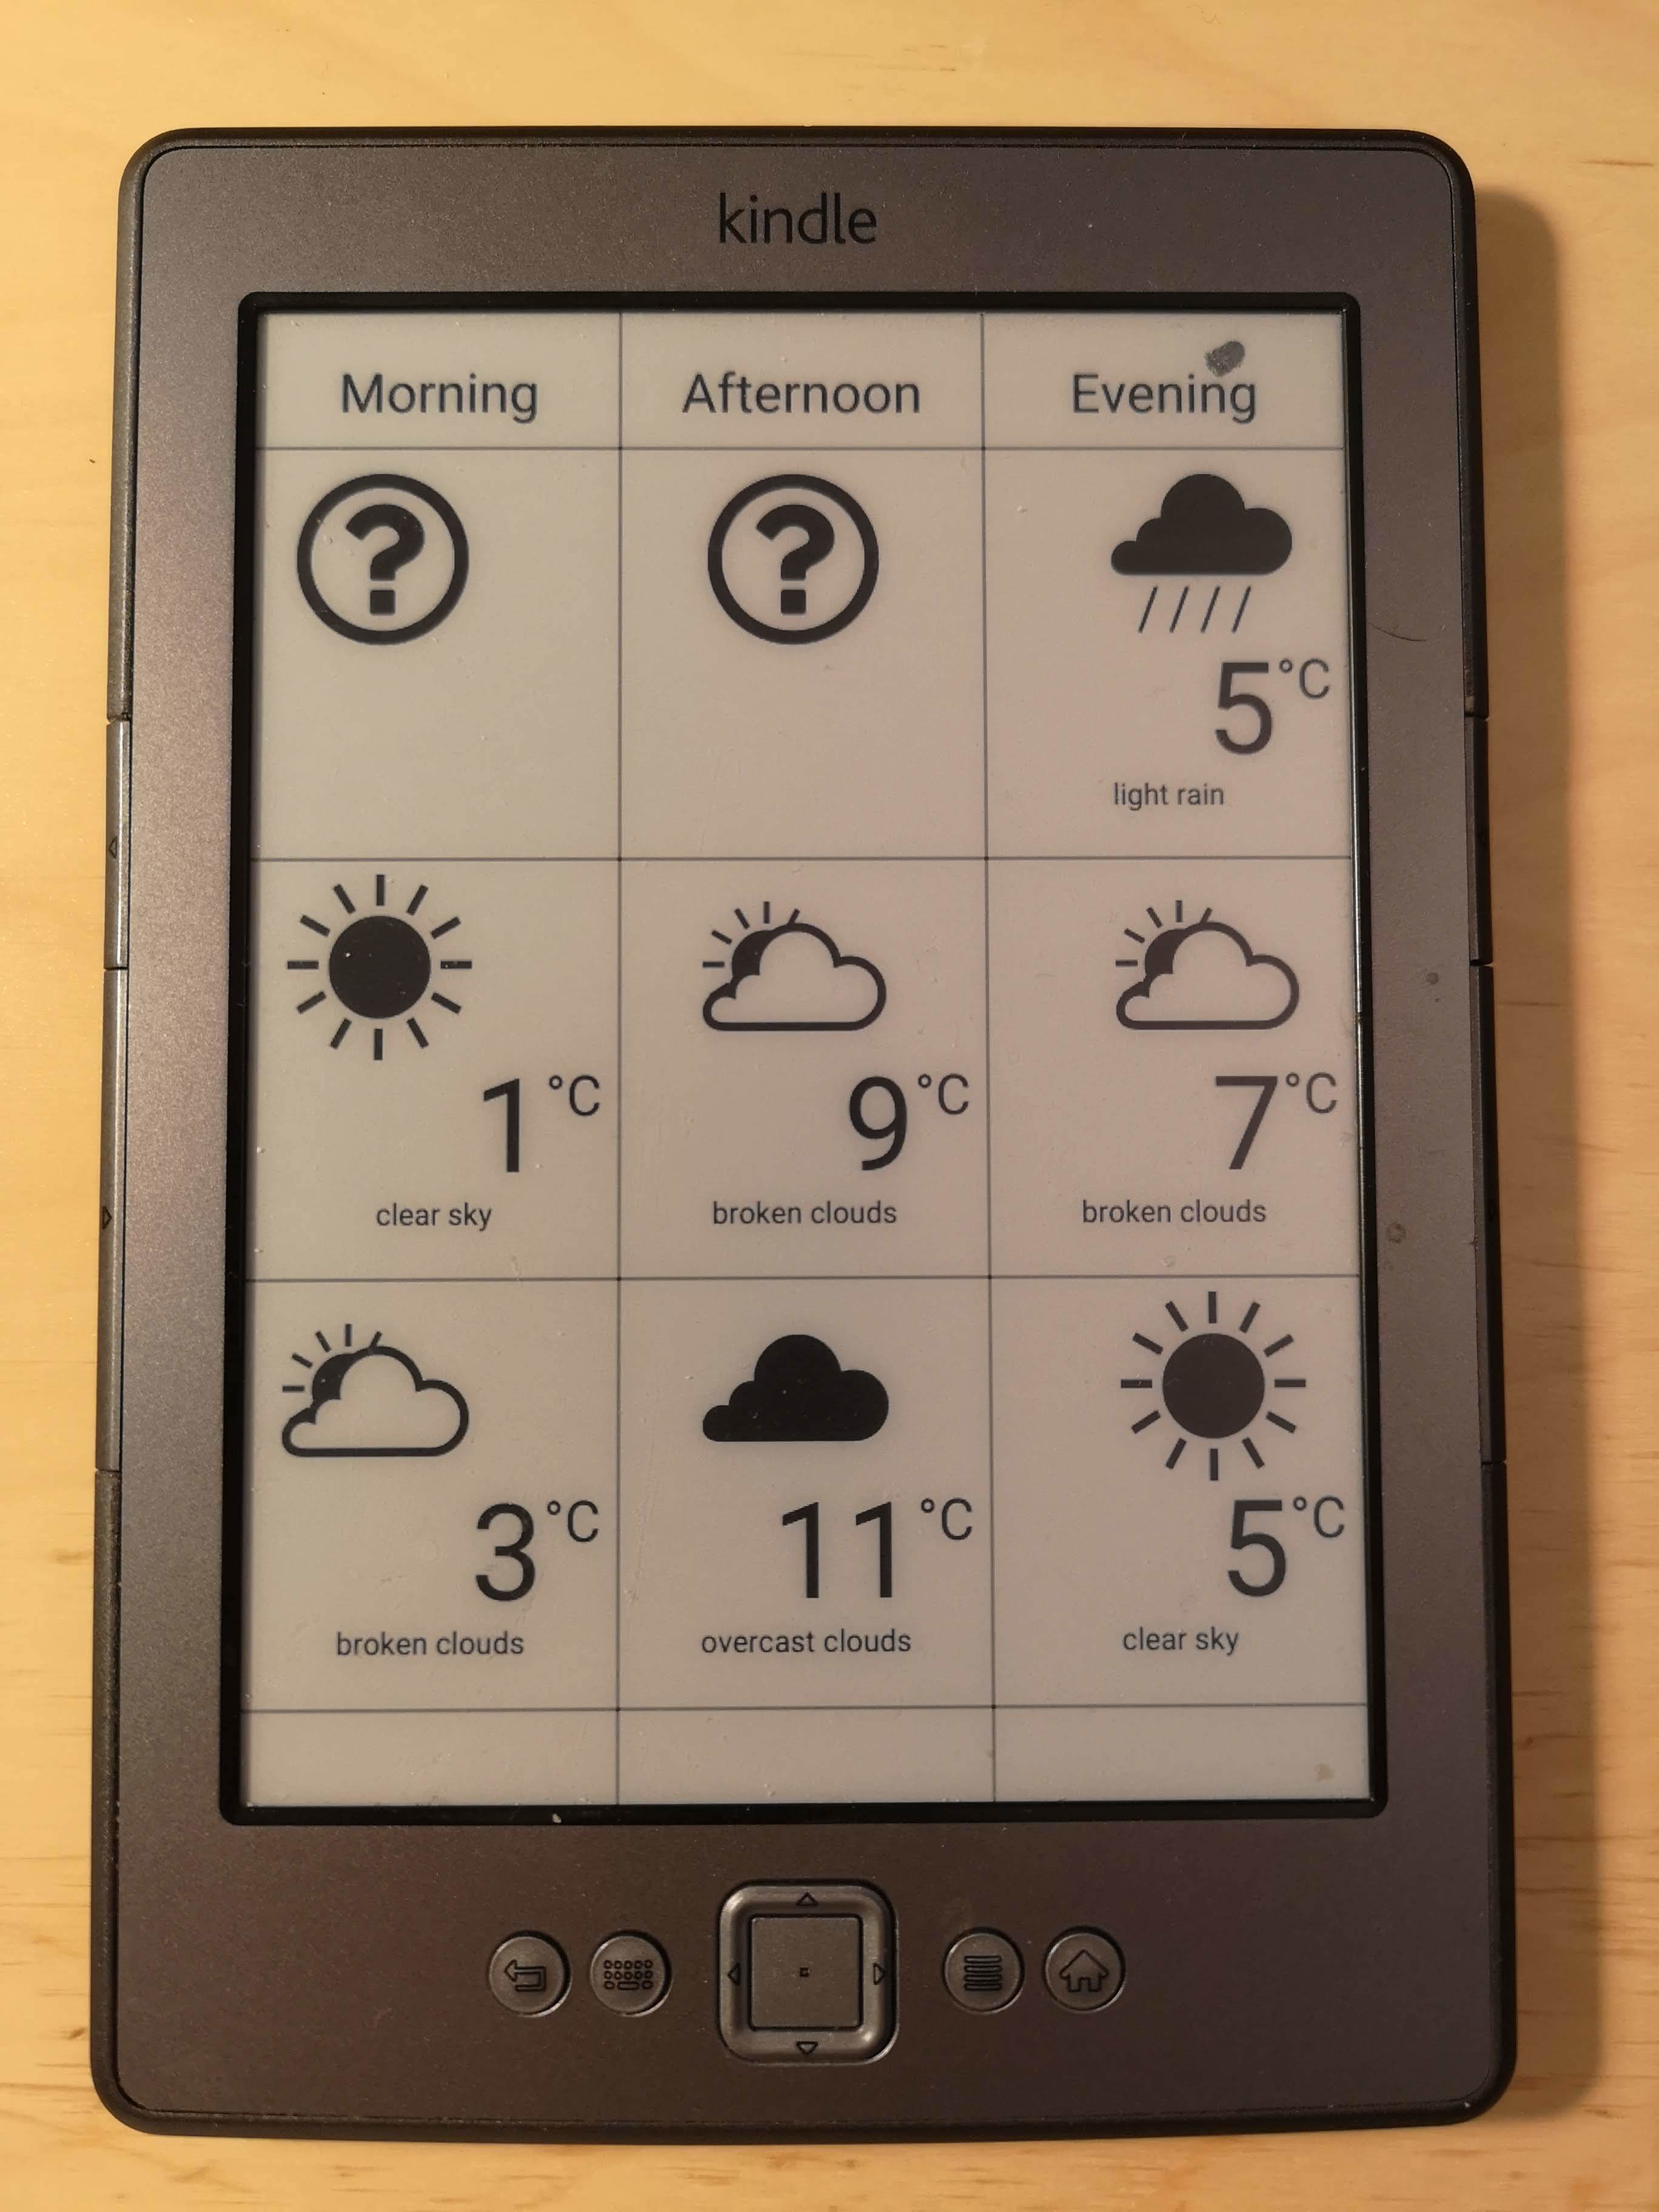 kindle
Morning Afternoon Evening
? ?
5°C
light rain
1°C 9°C 7°C
clear sky broken clouds broken clouds
3°C 11°C 5°C
broken clouds overcast clouds clear sky